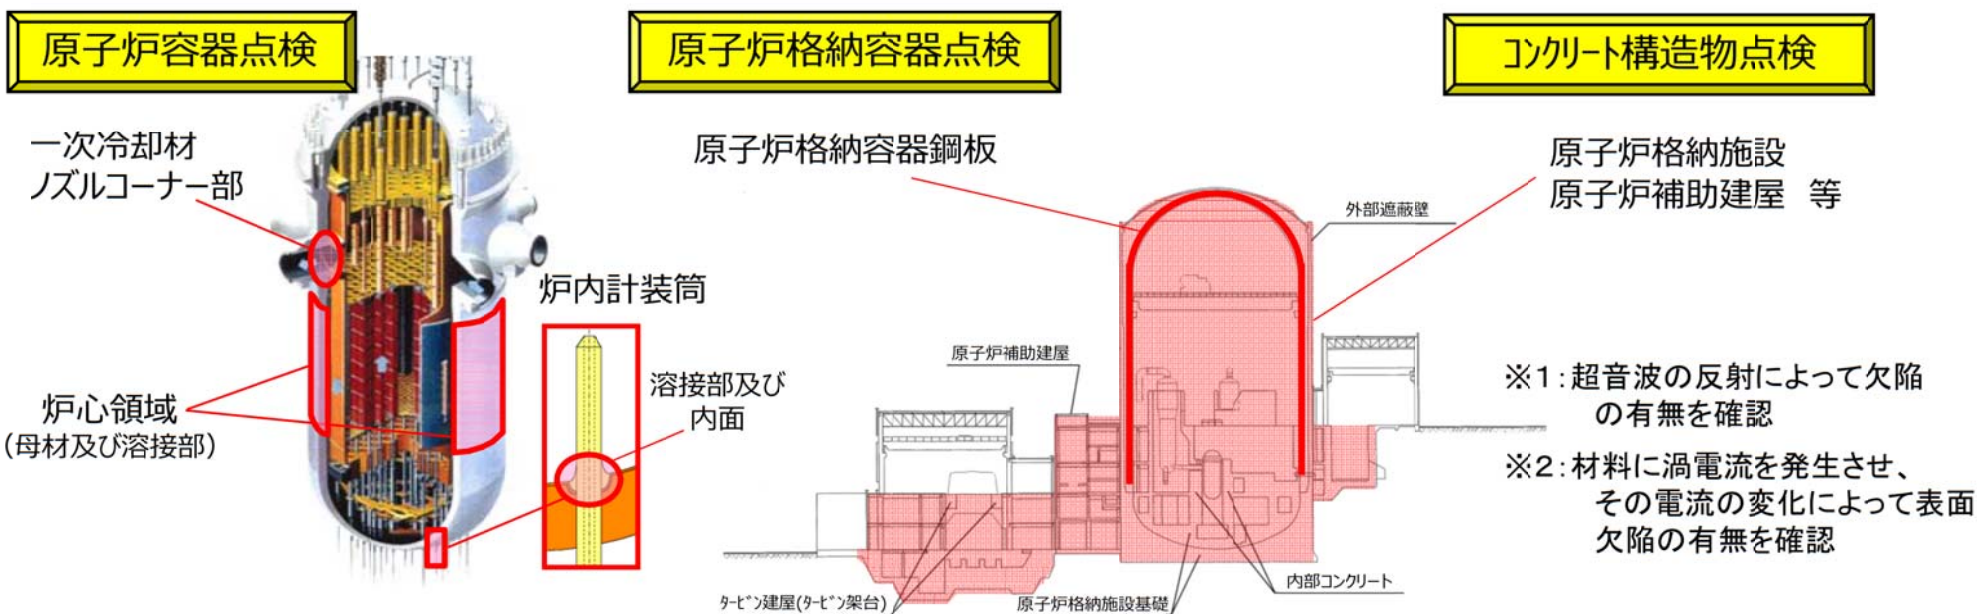 原子炉容器点検
一次冷却材
ノズルコーナー部
炉心領域
(母材及び溶接部)
炉内計装筒
溶接部及び
内面
原子炉格納容器点検
原子炉格納容器鋼板
外部遮蔽壁
原子炉補助建屋
タービン建屋(タービン架台)
原子炉格納施設基礎
内部コンクリート
コンクリート構造物点検
原子炉格納施設
原子炉補助建屋 等
※1:超音波の反射によって欠陥
の有無を確認
※2:材料に渦電流を発生させ、
その電流の変化によって表面
欠陥の有無を確認